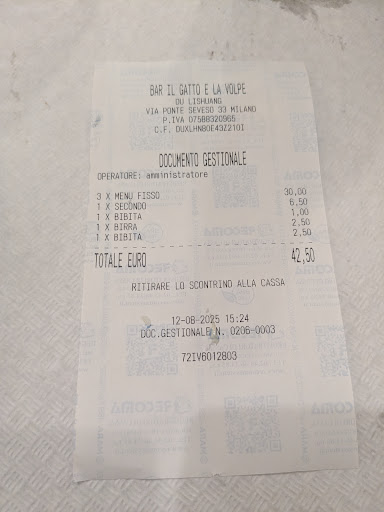 BAR IL GATTO E LA VOLPE
DU LISHUANG
VIA PONTE SEVESO 33 MILANO
P.IVA 07588320965
C.F. DUXLHN80E43Z210I
DOCUMENTO GESTIONALE
OPERATORE: amministratore
3 X MENU FISSO 30,00
1 X SECONDO 6,50
1 X BIBITA 1,00
1 X BIRRA 2,50
1 X BIBITA 2,50
TOTALE EURO 42,50
RITIRARE LO SCONTRINO ALLA CASSA
12-08-2025 15:24
DOC.GESTIONALE N. 0206-0003
72IV6012803